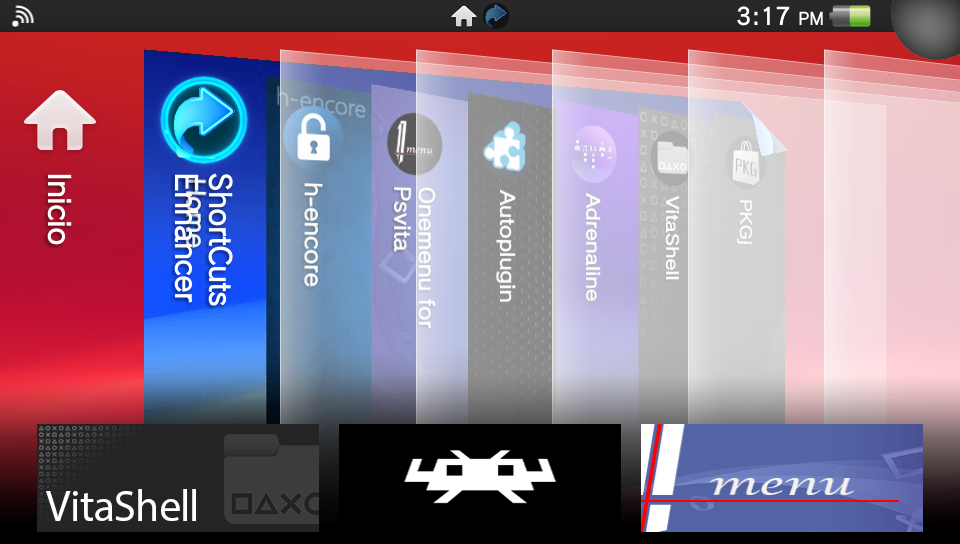 3:17 PM
Inicio
ShortCuts
Home
Enhancer
h-encore
h-encore
Onemenu for
Psvita
menu
Autoplugin
Adrenaline
VitaShell
PKG
PKGj
VitaShell
menu